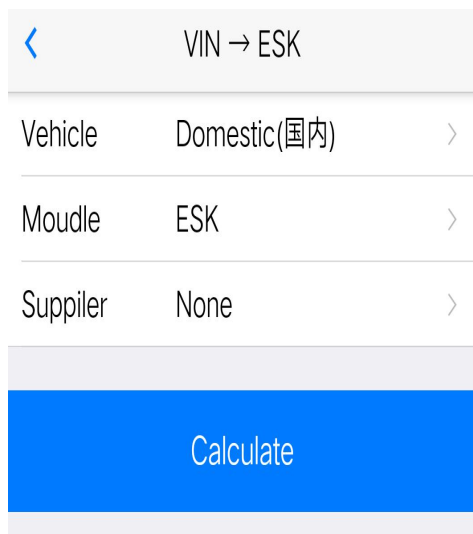 VIN → ESK
Vehicle Domestic(国内)
Moudle ESK
Suppiler None
Calculate